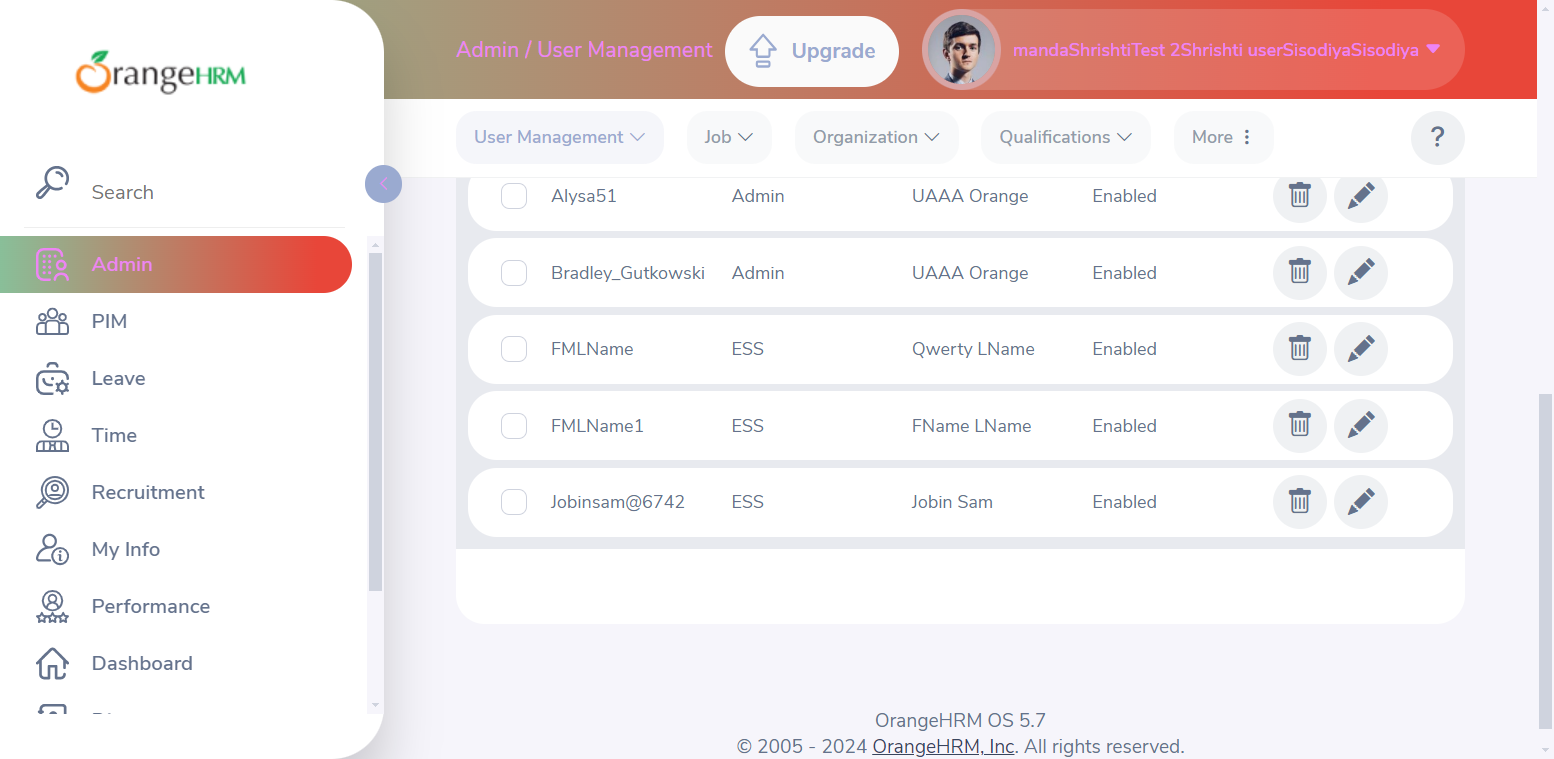 OrangeHRM
Admin / User Management
Upgrade
mandaShrishtiTest 2Shrishti userSisodiyaSisodiya
User Management
Job
Organization
Qualifications
More
?
Search
Admin
PIM
Leave
Time
Recruitment
My Info
Performance
Dashboard
Alysa51 Admin UAAA Orange Enabled
Bradley_Gutkowski Admin UAAA Orange Enabled
FMLName ESS Qwerty LName Enabled
FMLName1 ESS FName LName Enabled
Jobinsam@6742 ESS Jobin Sam Enabled
OrangeHRM OS 5.7
© 2005 - 2024 OrangeHRM, Inc. All rights reserved.